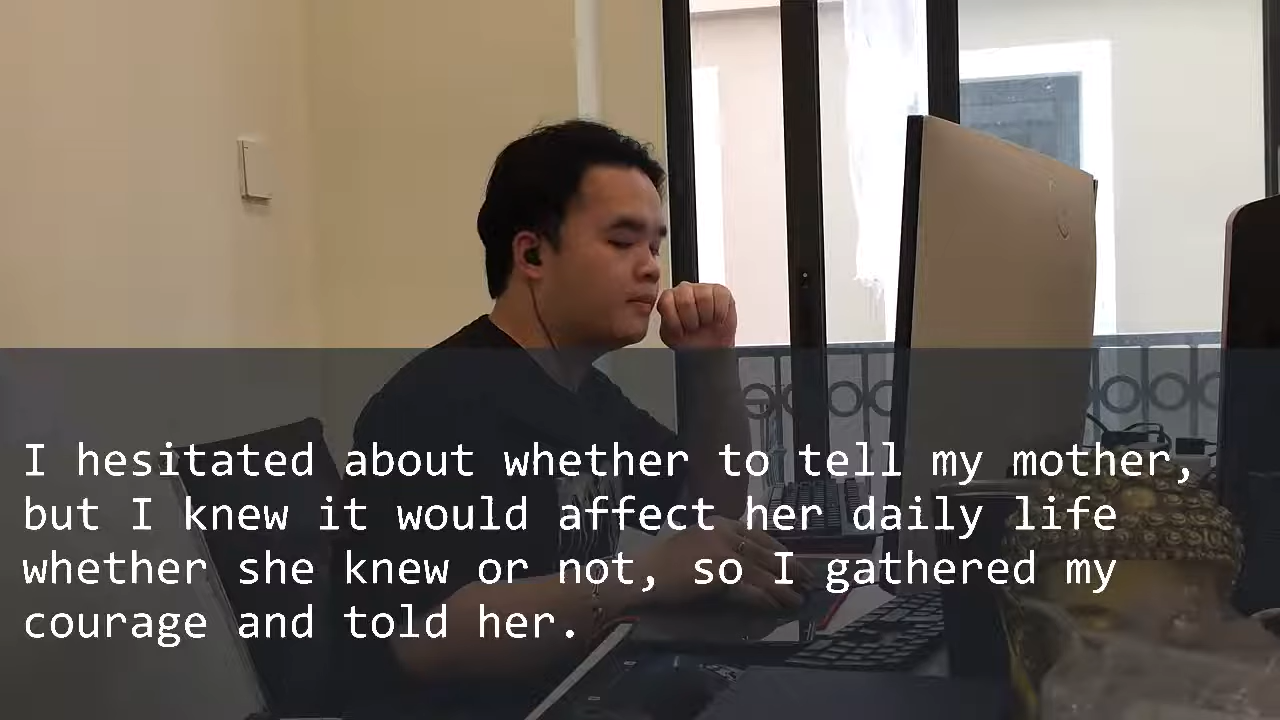 I hesitated about whether to tell my mother,
but I knew it would affect her daily life
whether she knew or not, so I gathered my
courage and told her.